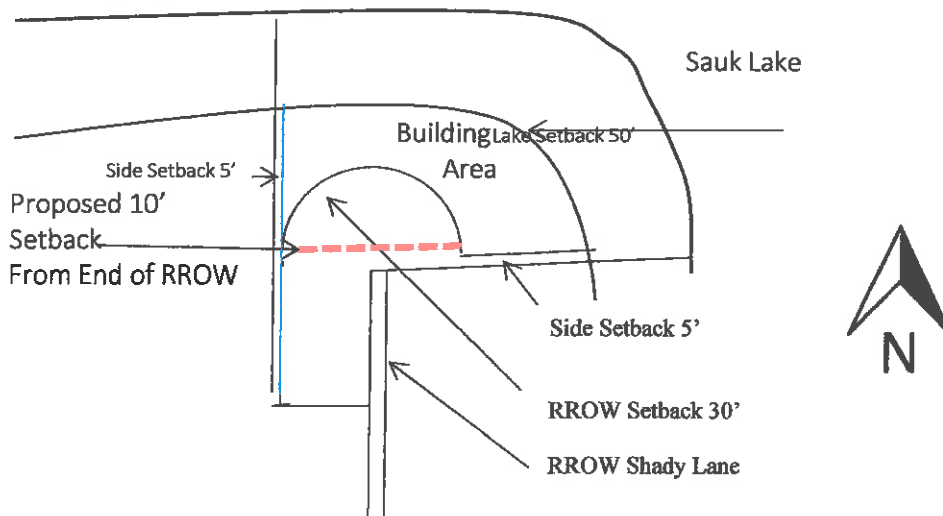 Sauk Lake
Building
Area
Lake Setback 50'
Side Setback 5'
Proposed 10'
Setback
From End of RROW
Side Setback 5'
N
RROW Setback 30'
RROW Shady Lane